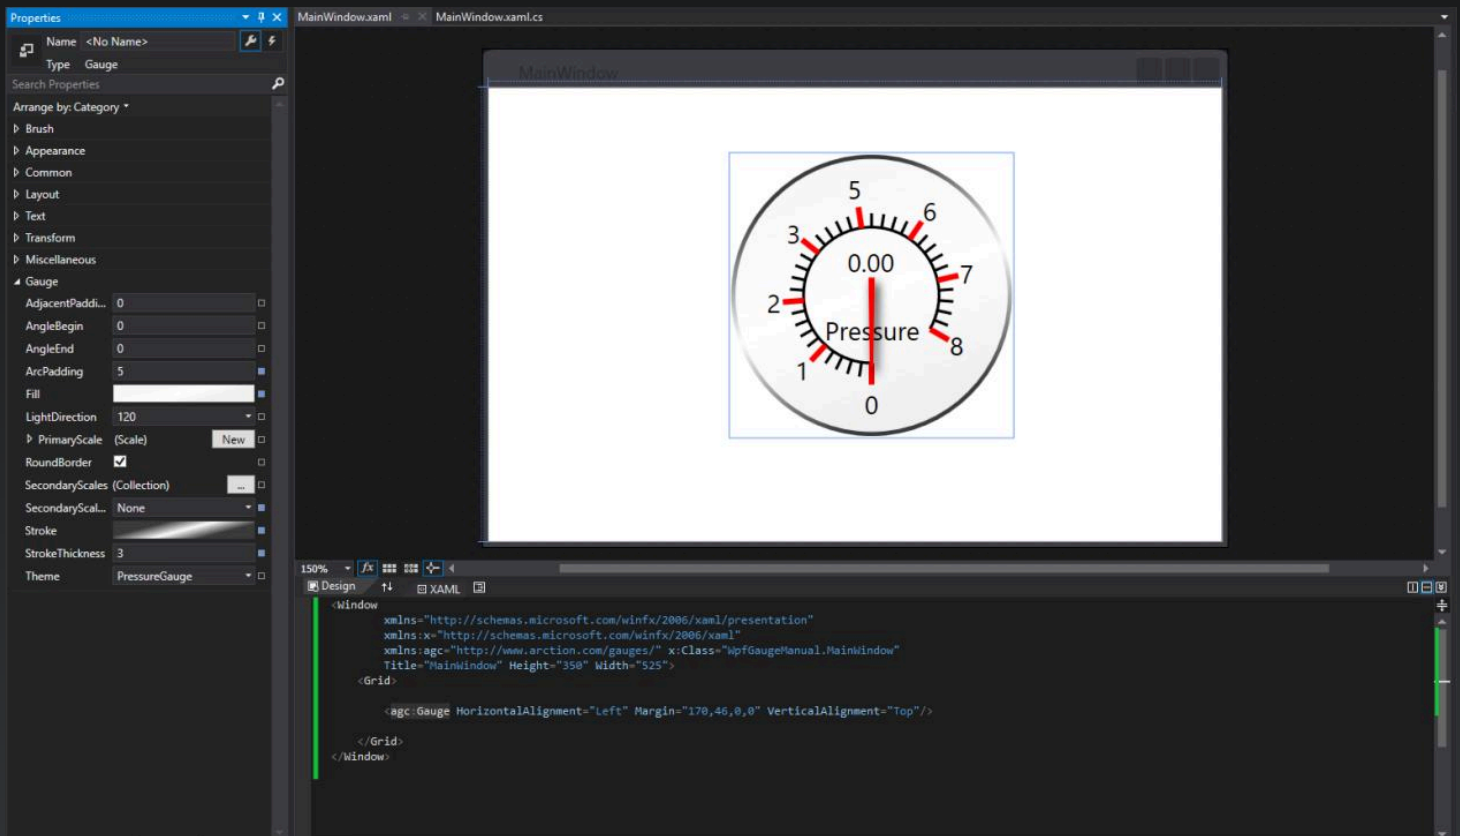 Properties
Name <No Name>
Type Gauge
Search Properties
Arrange by: Category
Brush
Appearance
Common
Layout
Text
Transform
Miscellaneous
Gauge
AdjacentPaddi... 0
AngleBegin 0
AngleEnd 0
ArcPadding 5
Fill
LightDirection 120
PrimaryScale (Scale) New
RoundBorder
SecondaryScales (Collection) ...
SecondaryScal... None
Stroke
StrokeThickness 3
Theme PressureGauge
MainWindow.xaml MainWindow.xaml.cs
MainWindow
5
6
3
0.00
7
2
Pressure
8
1
0
150% fx
Design XAML
<Window
xmlns="http://schemas.microsoft.com/winfx/2006/xaml/presentation"
xmlns:x="http://schemas.microsoft.com/winfx/2006/xaml"
xmlns:agc="http://www.arction.com/gauges/" x:Class="WpfGaugeManual.MainWindow"
Title="MainWindow" Height="350" Width="525">
<Grid>
<agc:Gauge HorizontalAlignment="Left" Margin="170,46,0,0" VerticalAlignment="Top"/>
</Grid>
</Window>